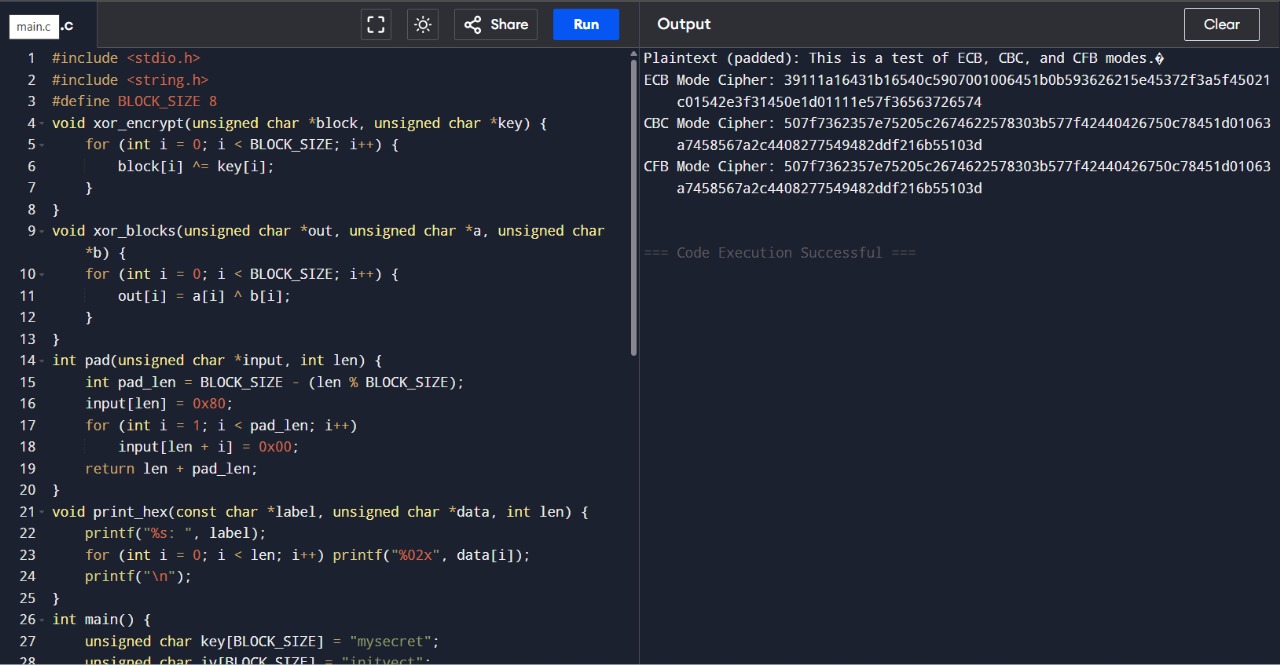 main.c .c
Share
Run
Output
Clear
1 #include <stdio.h>
2 #include <string.h>
3 #define BLOCK_SIZE 8
4 void xor_encrypt(unsigned char *block, unsigned char *key) {
5 for (int i = 0; i < BLOCK_SIZE; i++) {
6 block[i] ^= key[i];
7 }
8 }
9 void xor_blocks(unsigned char *out, unsigned char *a, unsigned char
*b) {
10 for (int i = 0; i < BLOCK_SIZE; i++) {
11 out[i] = a[i] ^ b[i];
12 }
13 }
14 int pad(unsigned char *input, int len) {
15 int pad_len = BLOCK_SIZE - (len % BLOCK_SIZE);
16 input[len] = 0x80;
17 for (int i = 1; i < pad_len; i++)
18 input[len + i] = 0x00;
19 return len + pad_len;
20 }
21 void print_hex(const char *label, unsigned char *data, int len) {
22 printf("%s: ", label);
23 for (int i = 0; i < len; i++) printf("%02x", data[i]);
24 printf("\n");
25 }
26 int main() {
27 unsigned char key[BLOCK_SIZE] = "mysecret";
28 unsigned char iv[BLOCK_SIZE] = "initvect";
Plaintext (padded): This is a test of ECB, CBC, and CFB modes.�
ECB Mode Cipher: 39111a16431b16540c5907001006451b0b593626215e45372f3a5f45021
c01542e3f31450e1d01111e57f36563726574
CBC Mode Cipher: 507f7362357e75205c2674622578303b577f42440426750c78451d01063
a7458567a2c4408277549482ddf216b55103d
CFB Mode Cipher: 507f7362357e75205c2674622578303b577f42440426750c78451d01063
a7458567a2c4408277549482ddf216b55103d
=== Code Execution Successful ===